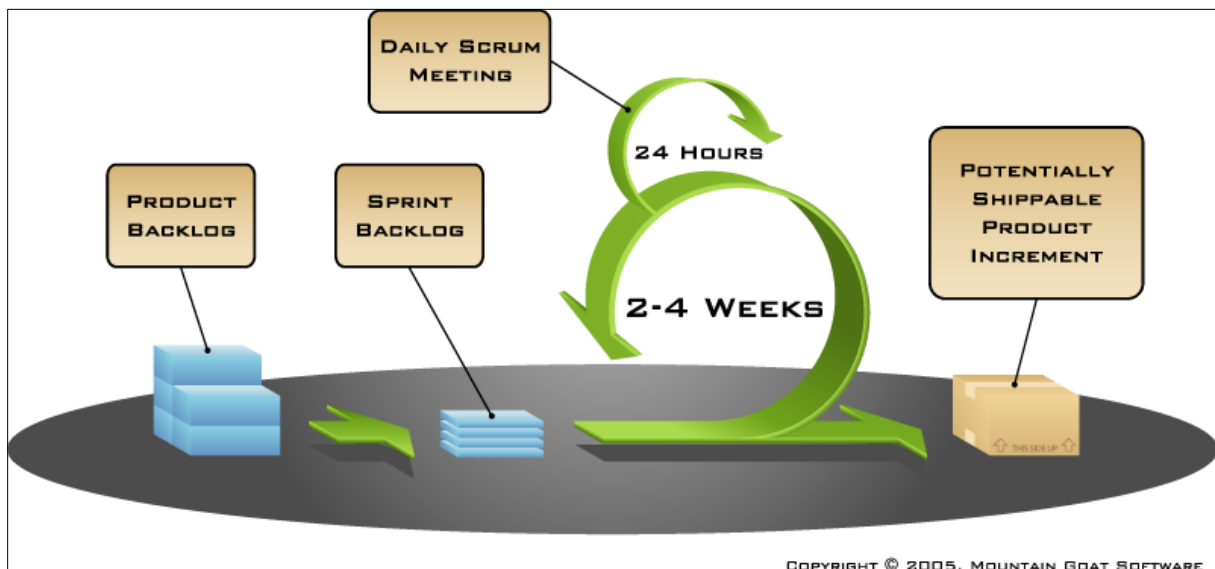 DAILY SCRUM
MEETING
24 HOURS
PRODUCT
BACKLOG
SPRINT
BACKLOG
POTENTIALLY
SHIPPABLE
PRODUCT
INCREMENT
2-4 WEEKS
THIS SIDE UP
COPYRIGHT © 2005, MOUNTAIN GOAT SOFTWARE